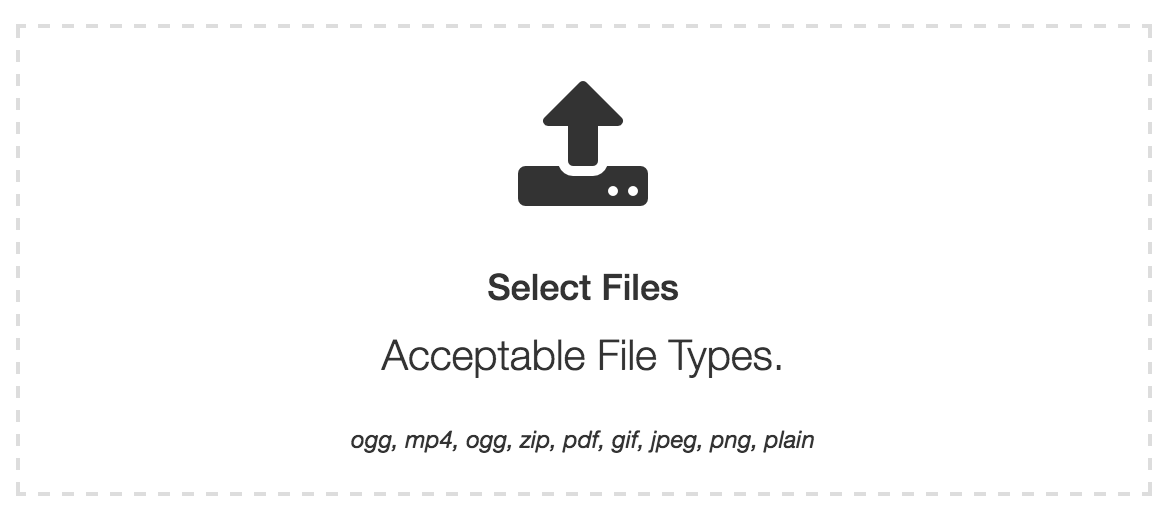 Select Files
Acceptable File Types.
ogg, mp4, ogg, zip, pdf, gif, jpeg, png, plain